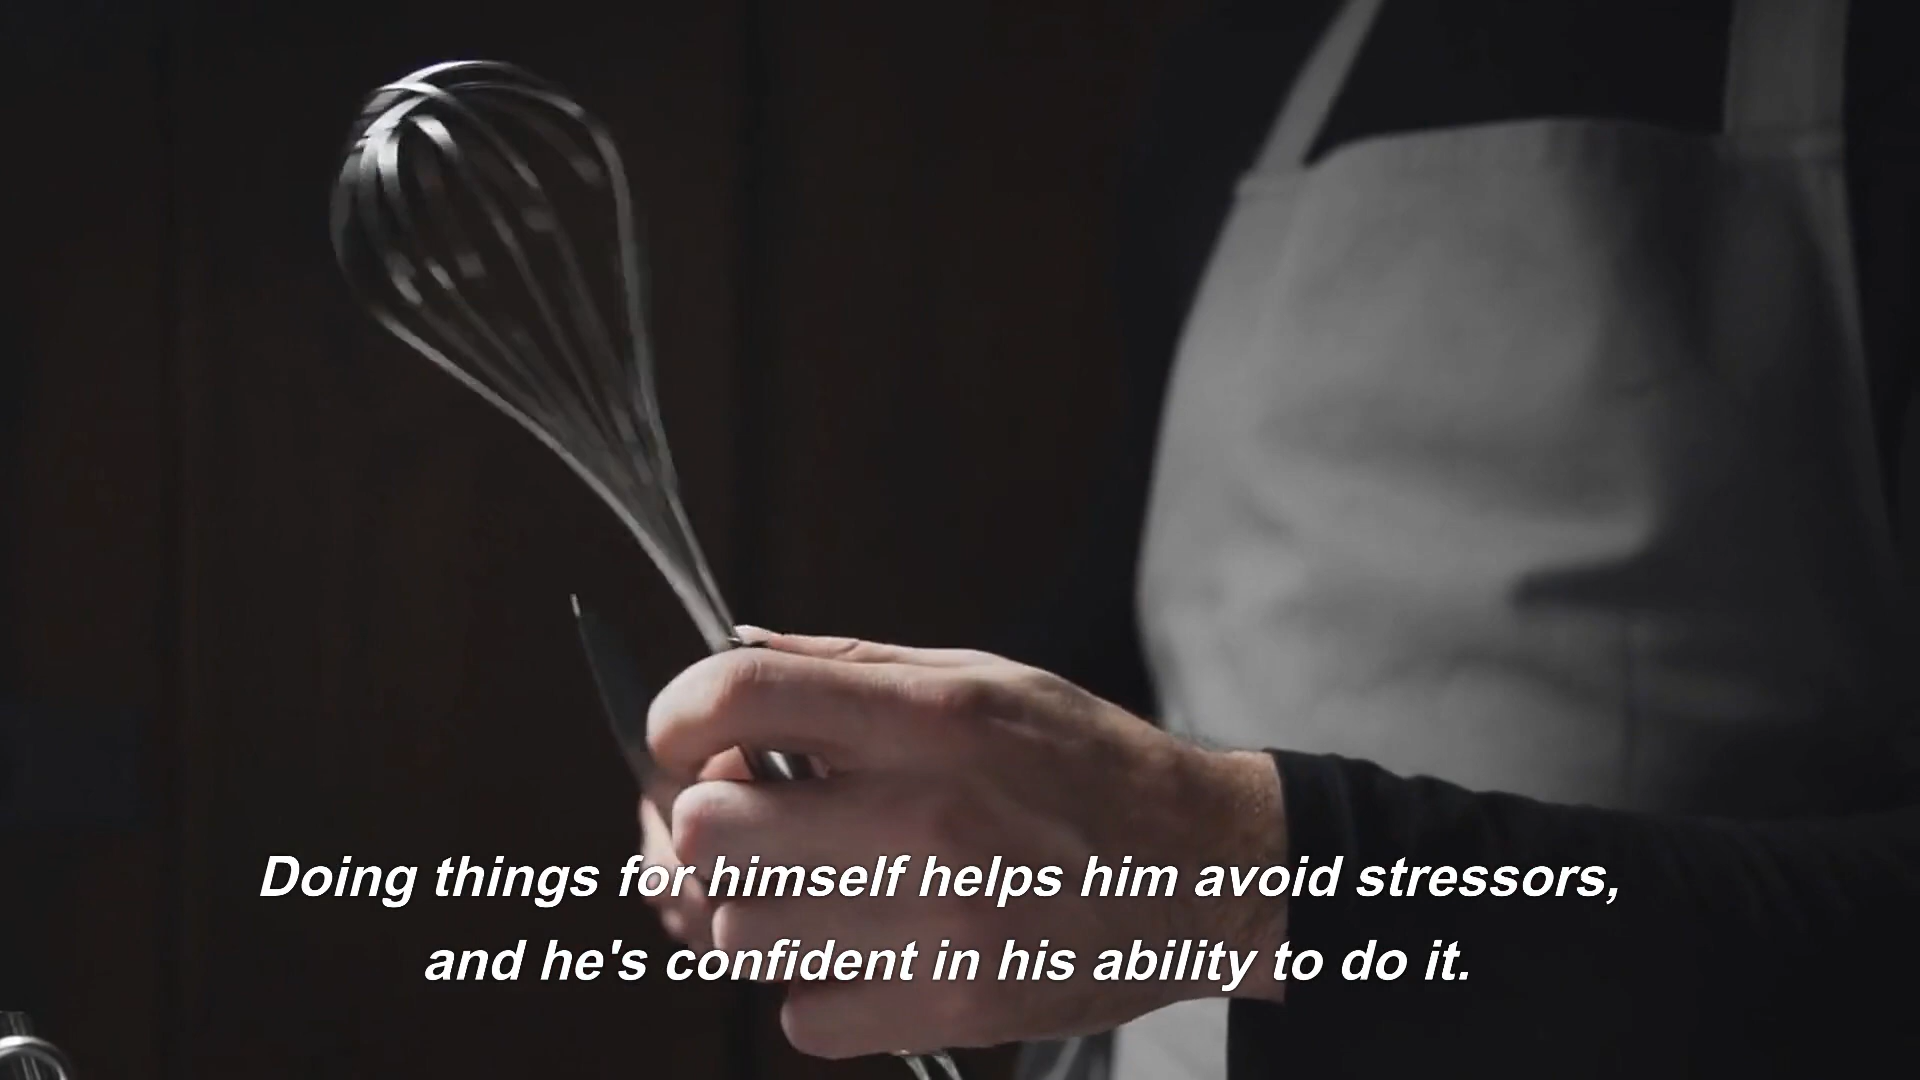 Doing things for himself helps him avoid stressors,
and he's confident in his ability to do it.